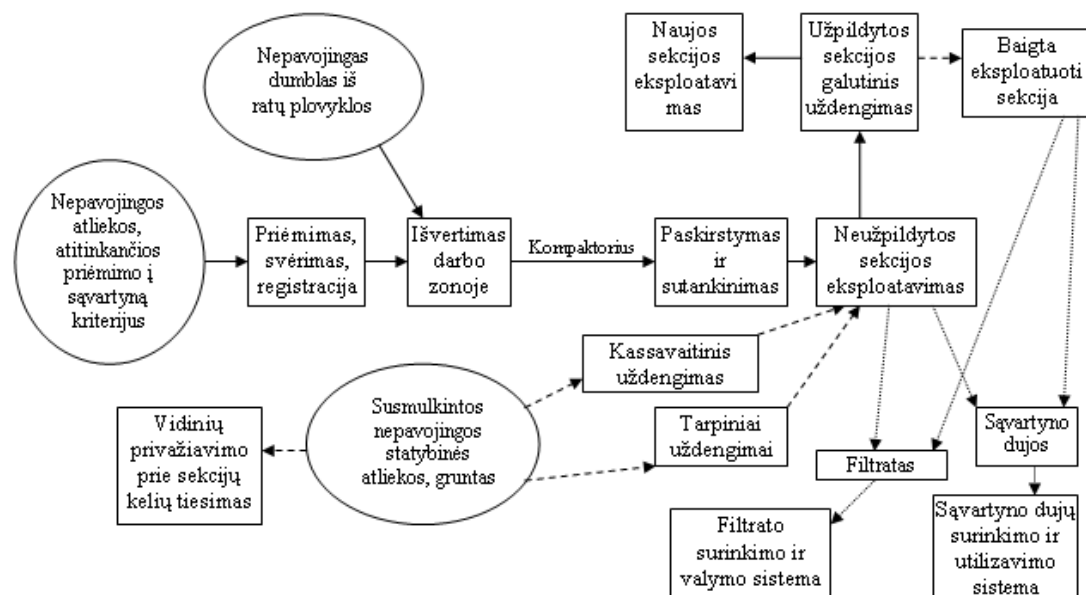 Nepavojingas
dumblas iš
ratų plovyklos
Naujos
sekcijos
eksploatavi
mas
Užpildytos
sekcijos
galutinis
uždengimas
Baigta
eksploatuoti
sekcija
Nepavojingos
atliekos,
atitinkančios
priėmimo į
sąvartyną
kriterijus
Priėmimas,
svėrimas,
registracija
Išvertimas
darbo
zonoje
Kompaktorius
Paskirstymas
ir
sutankinimas
Neužpildytos
sekcijos
eksploatavimas
Kassavaitinis
uždengimas
Tarpiniai
uždengimai
Susmulkintos
nepavojingos
statybinės
atliekos, gruntas
Vidinių
privažiavimo
prie sekcijų
kelių tiesimas
Filtratas
Sąvartyno
dujos
Filtrato
surinkimo ir
valymo sistema
Sąvartyno dujų
surinkimo ir
utilizavimo
sistema